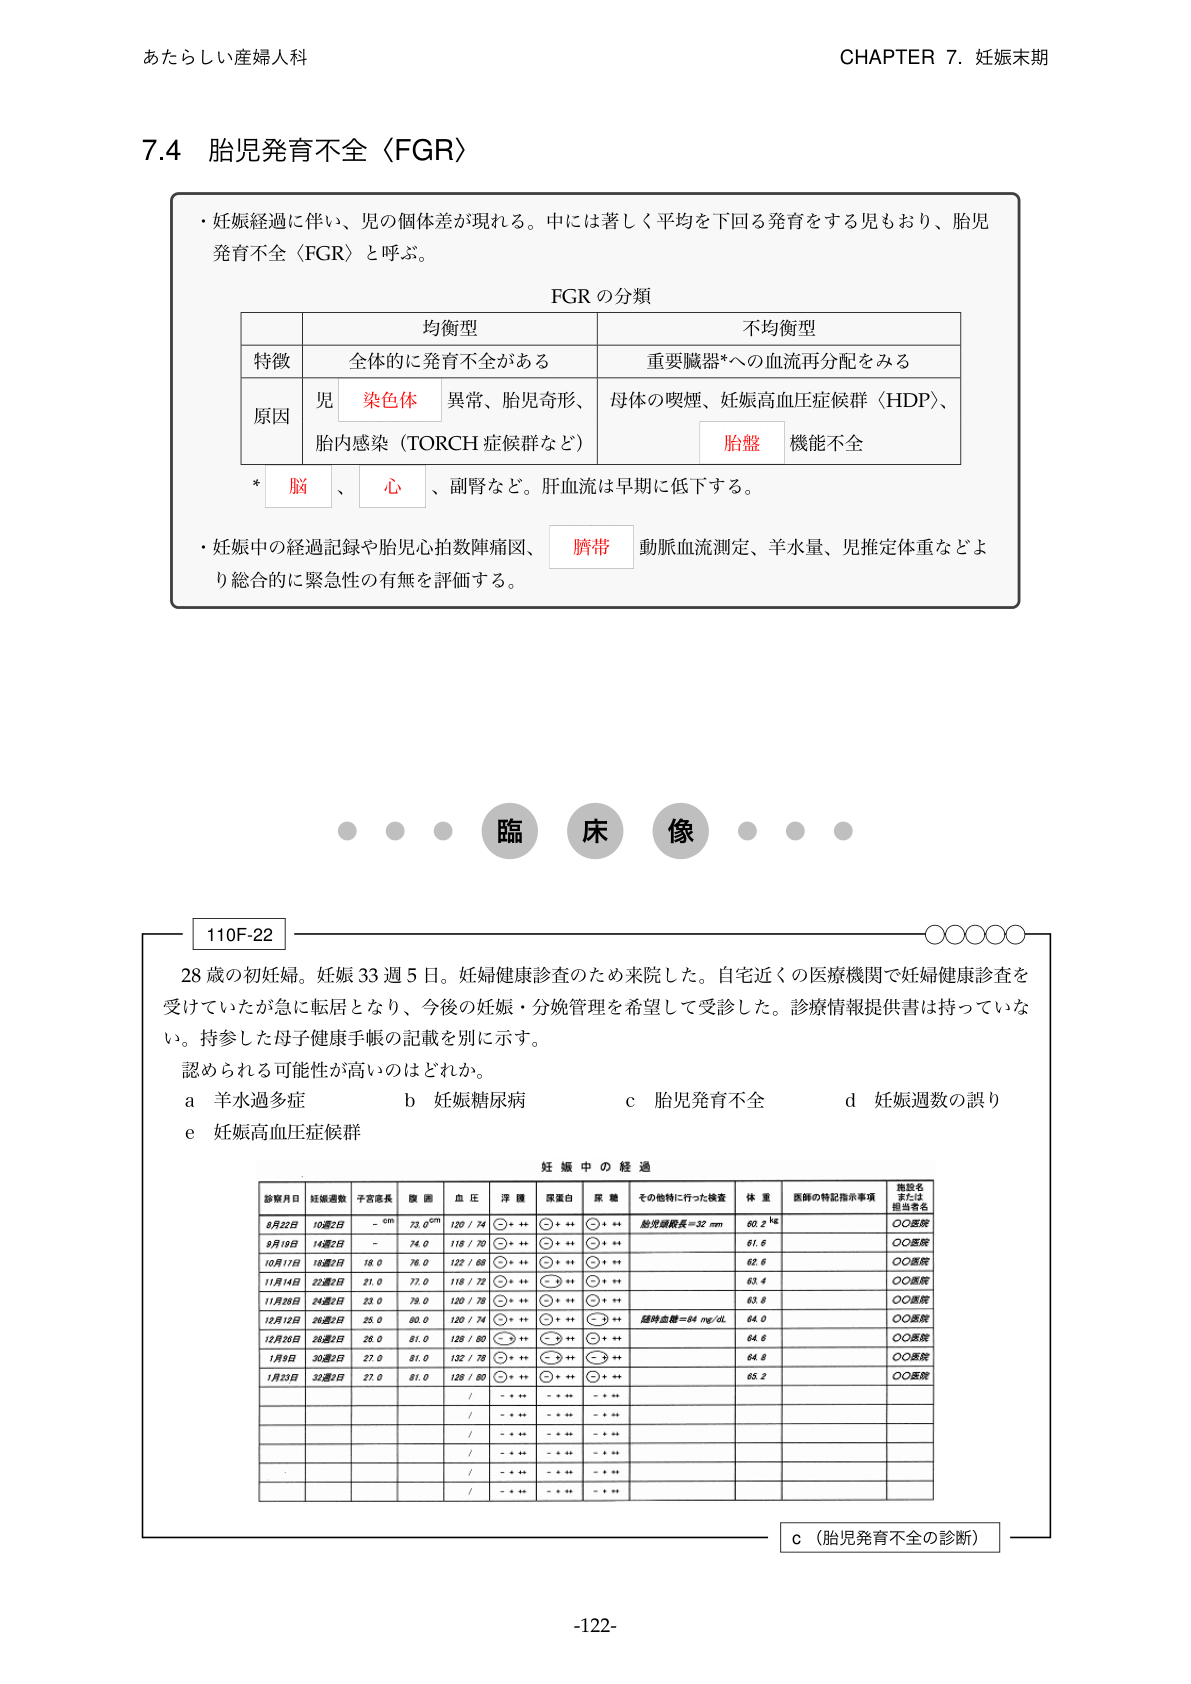 あたらしい産婦人科
CHAPTER 7. 妊娠末期
7.4 胎児発育不全〈FGR〉
・妊娠経過に伴い、児の個体差が現れる。中には著しく平均を下回る発育をする児もおり、胎児
発育不全〈FGR〉と呼ぶ。
FGR の分類
均衡型 不均衡型
特徴 全体的に発育不全がある 重要臓器*への血流再分配をみる
原因 児 染色体 異常、胎児奇形、 母体の喫煙、妊娠高血圧症候群〈HDP〉、
胎内感染（TORCH 症候群など） 胎盤 機能不全
* 脳 、 心 、副腎など。肝血流は早期に低下する。
・妊娠中の経過記録や胎児心拍数陣痛図、 臍帯 動脈血流測定、羊水量、児推定体重などよ
り総合的に緊急性の有無を評価する。
臨床像
110F-22
28 歳の初妊婦。妊娠 33 週 5 日。妊婦健康診査のため来院した。自宅近くの医療機関で妊婦健康診査を
受けていたが急に転居となり、今後の妊娠・分娩管理を希望して受診した。診療情報提供書は持っていな
い。持参した母子健康手帳の記載を別に示す。
認められる可能性が高いのはどれか。
a 羊水過多症 b 妊娠糖尿病 c 胎児発育不全 d 妊娠週数の誤り
e 妊娠高血圧症候群
妊娠中の経過
診察月日 妊娠週数 子宮底長 腹囲 血圧 浮腫 尿蛋白 尿糖 その他特に行った検査 体重 医師の特記指示事項 施設名または担当者名
8月22日 10週2日 - cm 73.0 cm 120 / 74 - + ++ - + ++ - + ++ 胎児頭殿長=32 mm 60.2 kg 〇〇医院
9月19日 14週2日 - 74.0 118 / 70 - + ++ - + ++ - + ++ 61.6 〇〇医院
10月17日 18週2日 18.0 76.0 122 / 68 - + ++ - + ++ - + ++ 62.6 〇〇医院
11月14日 22週2日 21.0 77.0 118 / 72 - + ++ - + ++ - + ++ 63.4 〇〇医院
11月28日 24週2日 23.0 79.0 120 / 78 - + ++ - + ++ - + ++ 63.8 〇〇医院
12月12日 26週2日 25.0 80.0 120 / 74 - + ++ - + ++ - + ++ 随時血糖=84 mg/dL 64.0 〇〇医院
12月26日 28週2日 26.0 81.0 128 / 80 - + ++ - + ++ - + ++ 64.6 〇〇医院
1月9日 30週2日 27.0 81.0 132 / 78 - + ++ - + ++ - + ++ 64.8 〇〇医院
1月23日 32週2日 27.0 81.0 128 / 80 - + ++ - + ++ - + ++ 65.2 〇〇医院
/ - + ++ - + ++ - + ++
/ - + ++ - + ++ - + ++
/ - + ++ - + ++ - + ++
/ - + ++ - + ++ - + ++
/ - + ++ - + ++ - + ++
/ - + ++ - + ++ - + ++
c （胎児発育不全の診断）
-122-